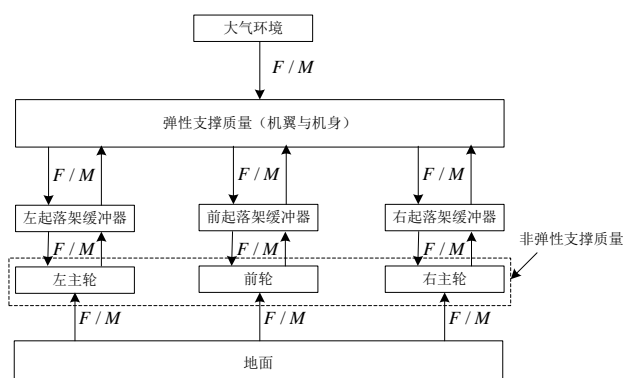 大气环境
F / M
弹性支撑质量（机翼与机身）
F / M
F / M
F / M
左起落架缓冲器
前起落架缓冲器
右起落架缓冲器
F / M
F / M
F / M
非弹性支撑质量
左主轮
前轮
右主轮
F / M
F / M
F / M
地面